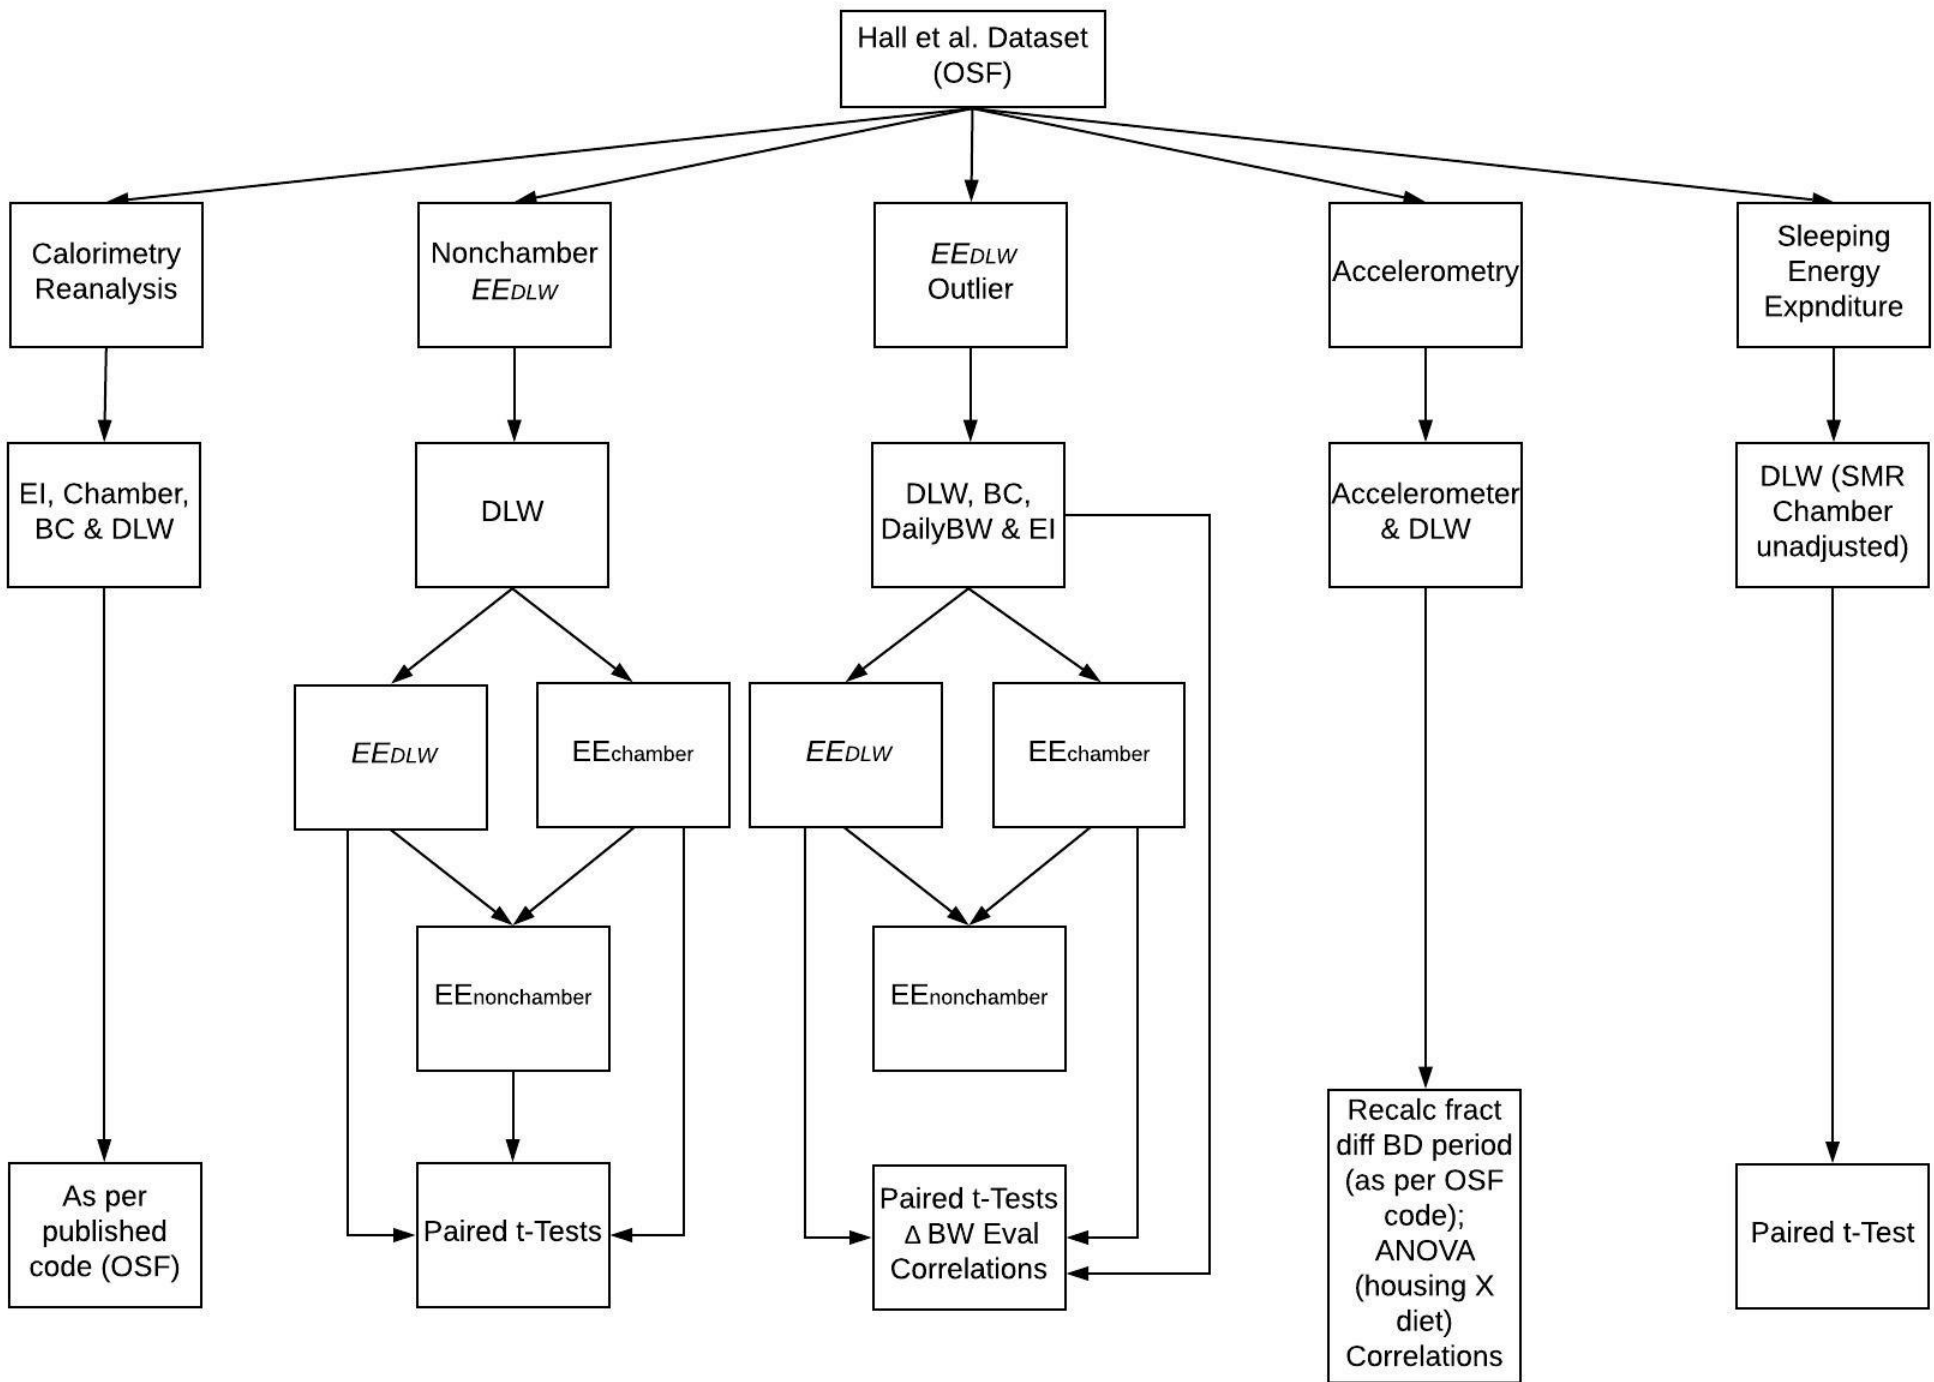 Hall et al. Dataset
(OSF)
Calorimetry
Reanalysis
Nonchamber
EEDLW
EEDLW
Outlier
Accelerometry
Sleeping
Energy
Expnditure
EI, Chamber,
BC & DLW
DLW
DLW, BC,
DailyBW & EI
Accelerometer
& DLW
DLW (SMR
Chamber
unadjusted)
EEDLW
EEchamber
EEDLW
EEchamber
EEnonchamber
EEnonchamber
As per
published
code (OSF)
Paired t-Tests
Paired t-Tests
Δ BW Eval
Correlations
Recalc fract
diff BD period
(as per OSF
code);
ANOVA
(housing X
diet)
Correlations
Paired t-Test